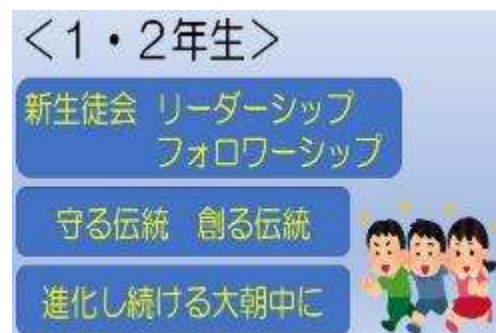 <1・2年生>
新生徒会 リーダーシップ
フォロワーシップ
守る伝統 創る伝統
進化し続ける大朝中に